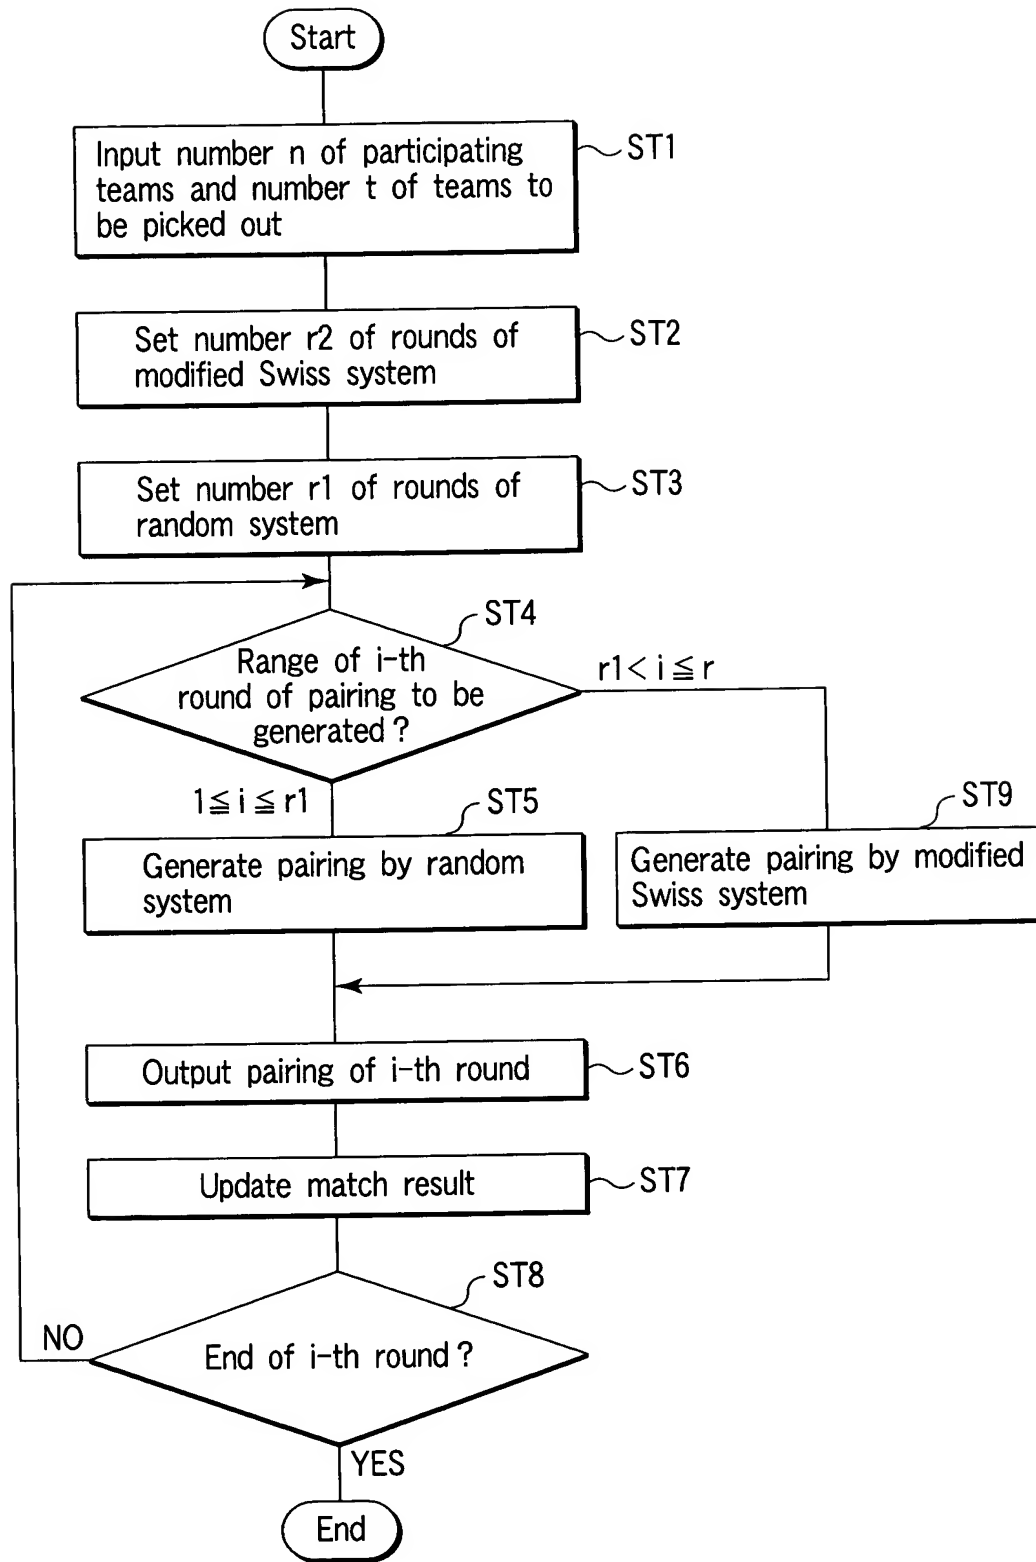 Start
Input number n of participating
teams and number t of teams to
be picked out
ST1
Set number r2 of rounds of
modified Swiss system
ST2
Set number r1 of rounds of
random system
ST3
ST4
Range of i-th
round of pairing to be
generated ?
r1 < i ≦ r
1 ≦ i ≦ r1
ST5
Generate pairing by random
system
ST9
Generate pairing by modified
Swiss system
Output pairing of i-th round
ST6
Update match result
ST7
ST8
End of i-th round ?
NO
YES
End